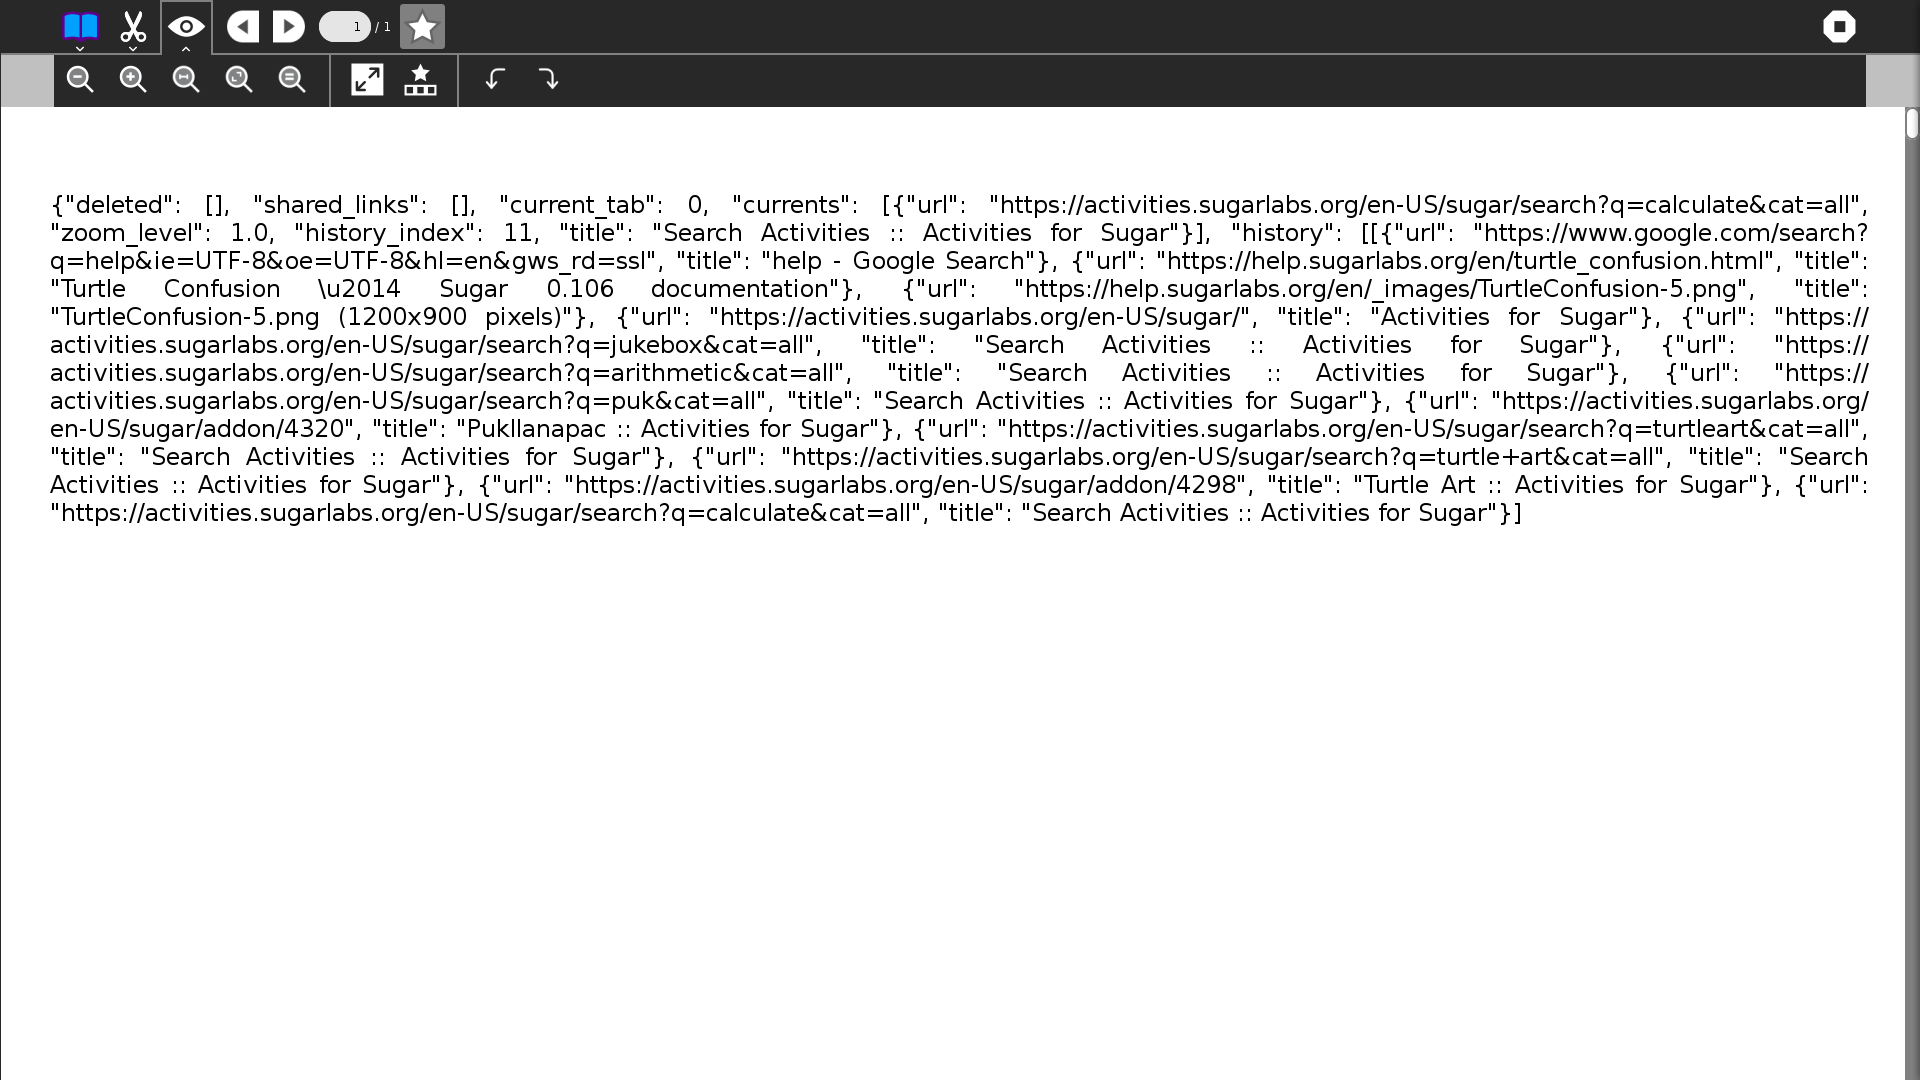 1 / 1
{"deleted": [], "shared_links": [], "current_tab": 0, "currents": [{"url": "https://activities.sugarlabs.org/en-US/sugar/search?q=calculate&cat=all",
"zoom_level": 1.0, "history_index": 11, "title": "Search Activities :: Activities for Sugar"}], "history": [[{"url": "https://www.google.com/search?
q=help&ie=UTF-8&oe=UTF-8&hl=en&gws_rd=ssl", "title": "help - Google Search"}, {"url": "https://help.sugarlabs.org/en/turtle_confusion.html", "title":
"Turtle Confusion \u2014 Sugar 0.106 documentation"}, {"url": "https://help.sugarlabs.org/en/_images/TurtleConfusion-5.png", "title":
"TurtleConfusion-5.png (1200x900 pixels)"}, {"url": "https://activities.sugarlabs.org/en-US/sugar/", "title": "Activities for Sugar"}, {"url": "https://
activities.sugarlabs.org/en-US/sugar/search?q=jukebox&cat=all", "title": "Search Activities :: Activities for Sugar"}, {"url": "https://
activities.sugarlabs.org/en-US/sugar/search?q=arithmetic&cat=all", "title": "Search Activities :: Activities for Sugar"}, {"url": "https://
activities.sugarlabs.org/en-US/sugar/search?q=puk&cat=all", "title": "Search Activities :: Activities for Sugar"}, {"url": "https://activities.sugarlabs.org/
en-US/sugar/addon/4320", "title": "Pukllanapac :: Activities for Sugar"}, {"url": "https://activities.sugarlabs.org/en-US/sugar/search?q=turtleart&cat=all",
"title": "Search Activities :: Activities for Sugar"}, {"url": "https://activities.sugarlabs.org/en-US/sugar/search?q=turtle+art&cat=all", "title": "Search
Activities :: Activities for Sugar"}, {"url": "https://activities.sugarlabs.org/en-US/sugar/addon/4298", "title": "Turtle Art :: Activities for Sugar"}, {"url":
"https://activities.sugarlabs.org/en-US/sugar/search?q=calculate&cat=all", "title": "Search Activities :: Activities for Sugar"}]